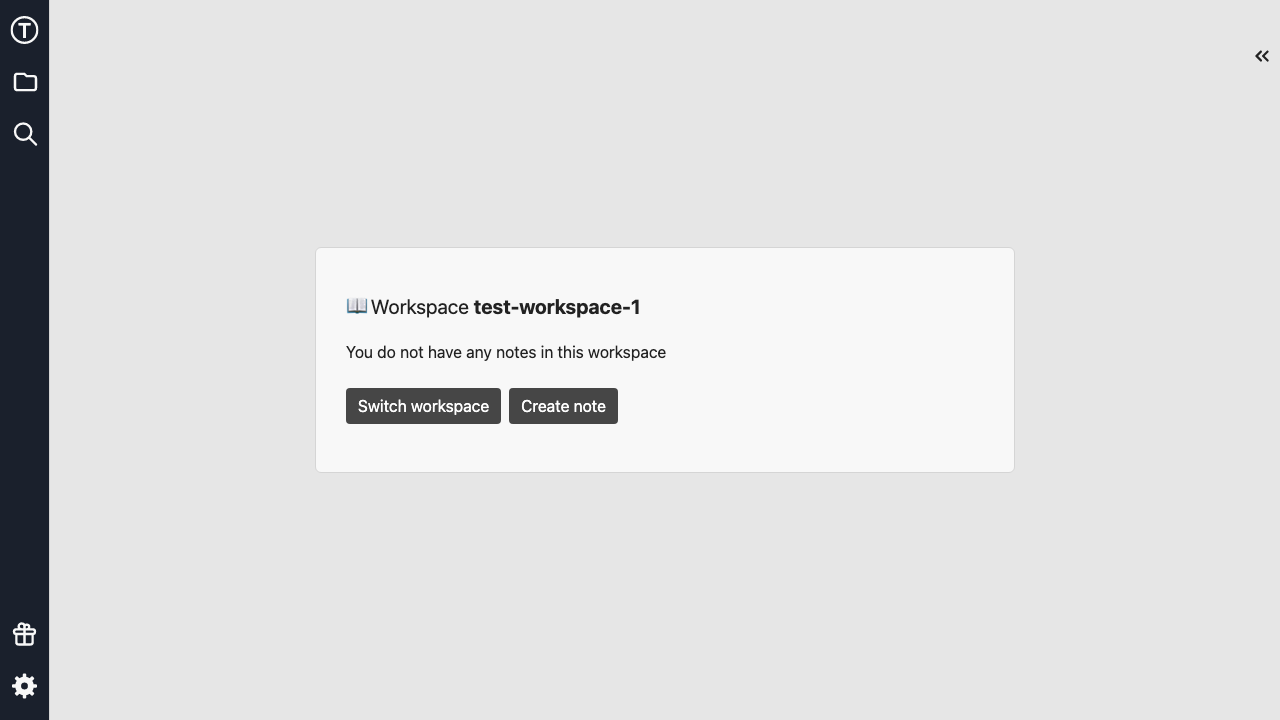 Workspace test-workspace-1
You do not have any notes in this workspace
Switch workspace Create note